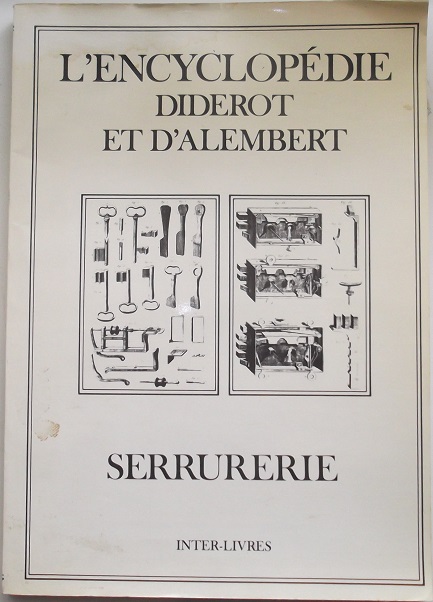 L'ENCYCLOPÉDIE
DIDEROT
ET D'ALEMBERT
SERRURERIE
INTER-LIVRES